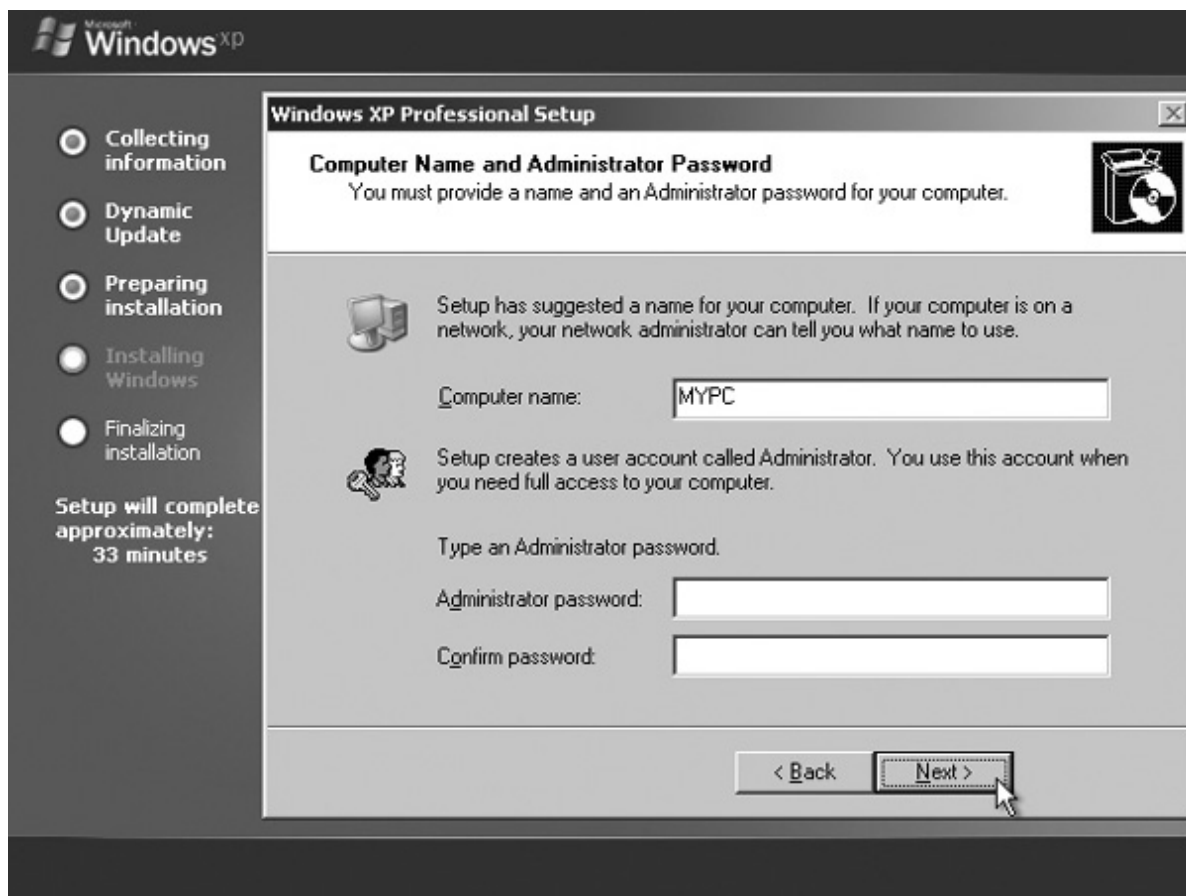 Microsoft
Windows xp
Collecting
information
Dynamic
Update
Preparing
installation
Installing
Windows
Finalizing
installation
Setup will complete
approximately:
33 minutes
Windows XP Professional Setup
Computer Name and Administrator Password
You must provide a name and an Administrator password for your computer.
Setup has suggested a name for your computer.  If your computer is on a
network, your network administrator can tell you what name to use.
Computer name:
MYPC
Setup creates a user account called Administrator.  You use this account when
you need full access to your computer.
Type an Administrator password.
Administrator password:
Confirm password:
< Back
Next >